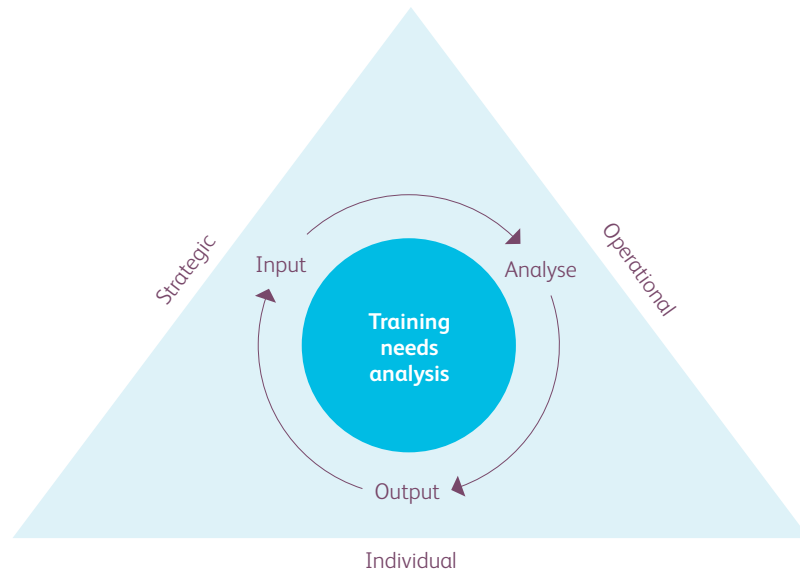 Strategic
Operational
Input
Analyse
Training
needs
analysis
Output
Individual